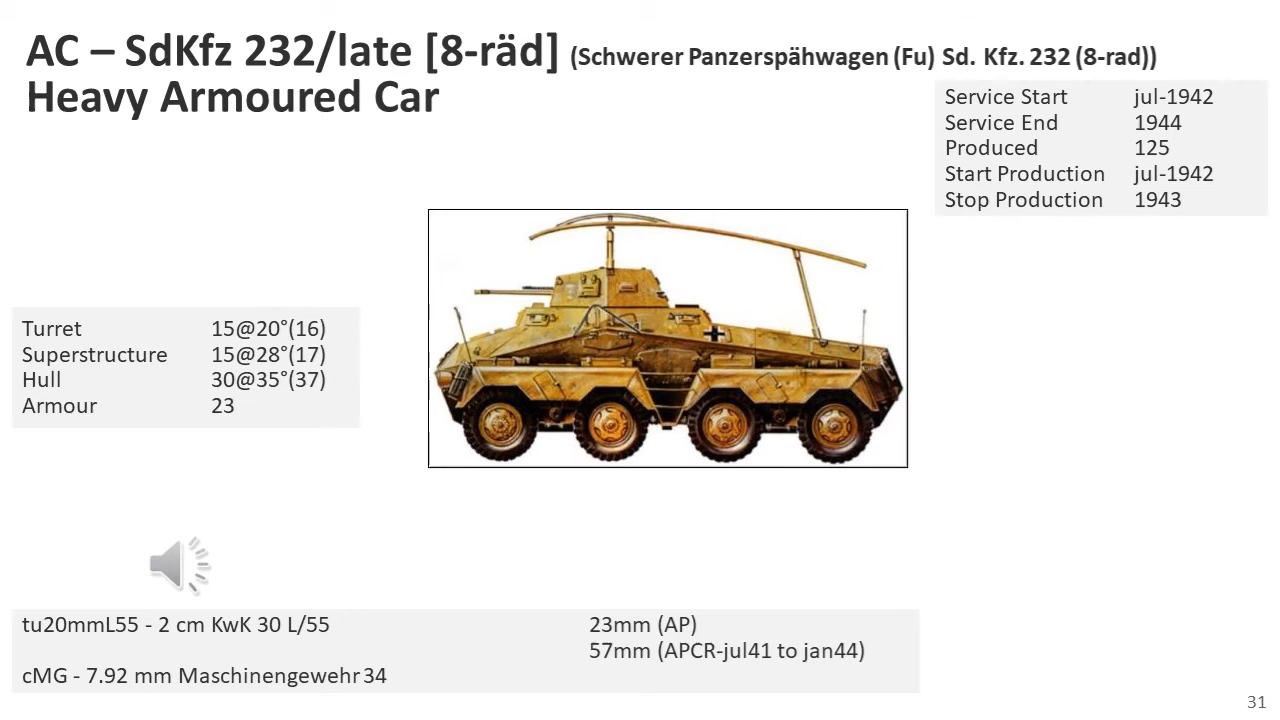 AC – SdKfz 232/late [8-räd] (Schwerer Panzerspähwagen (Fu) Sd. Kfz. 232 (8-rad))
Heavy Armoured Car
Service Start jul-1942
Service End 1944
Produced 125
Start Production jul-1942
Stop Production 1943
Turret 15@20°(16)
Superstructure 15@28°(17)
Hull 30@35°(37)
Armour 23
tu20mmL55 - 2 cm KwK 30 L/55 23mm (AP)
57mm (APCR-jul41 to jan44)
cMG - 7.92 mm Maschinengewehr 34
31